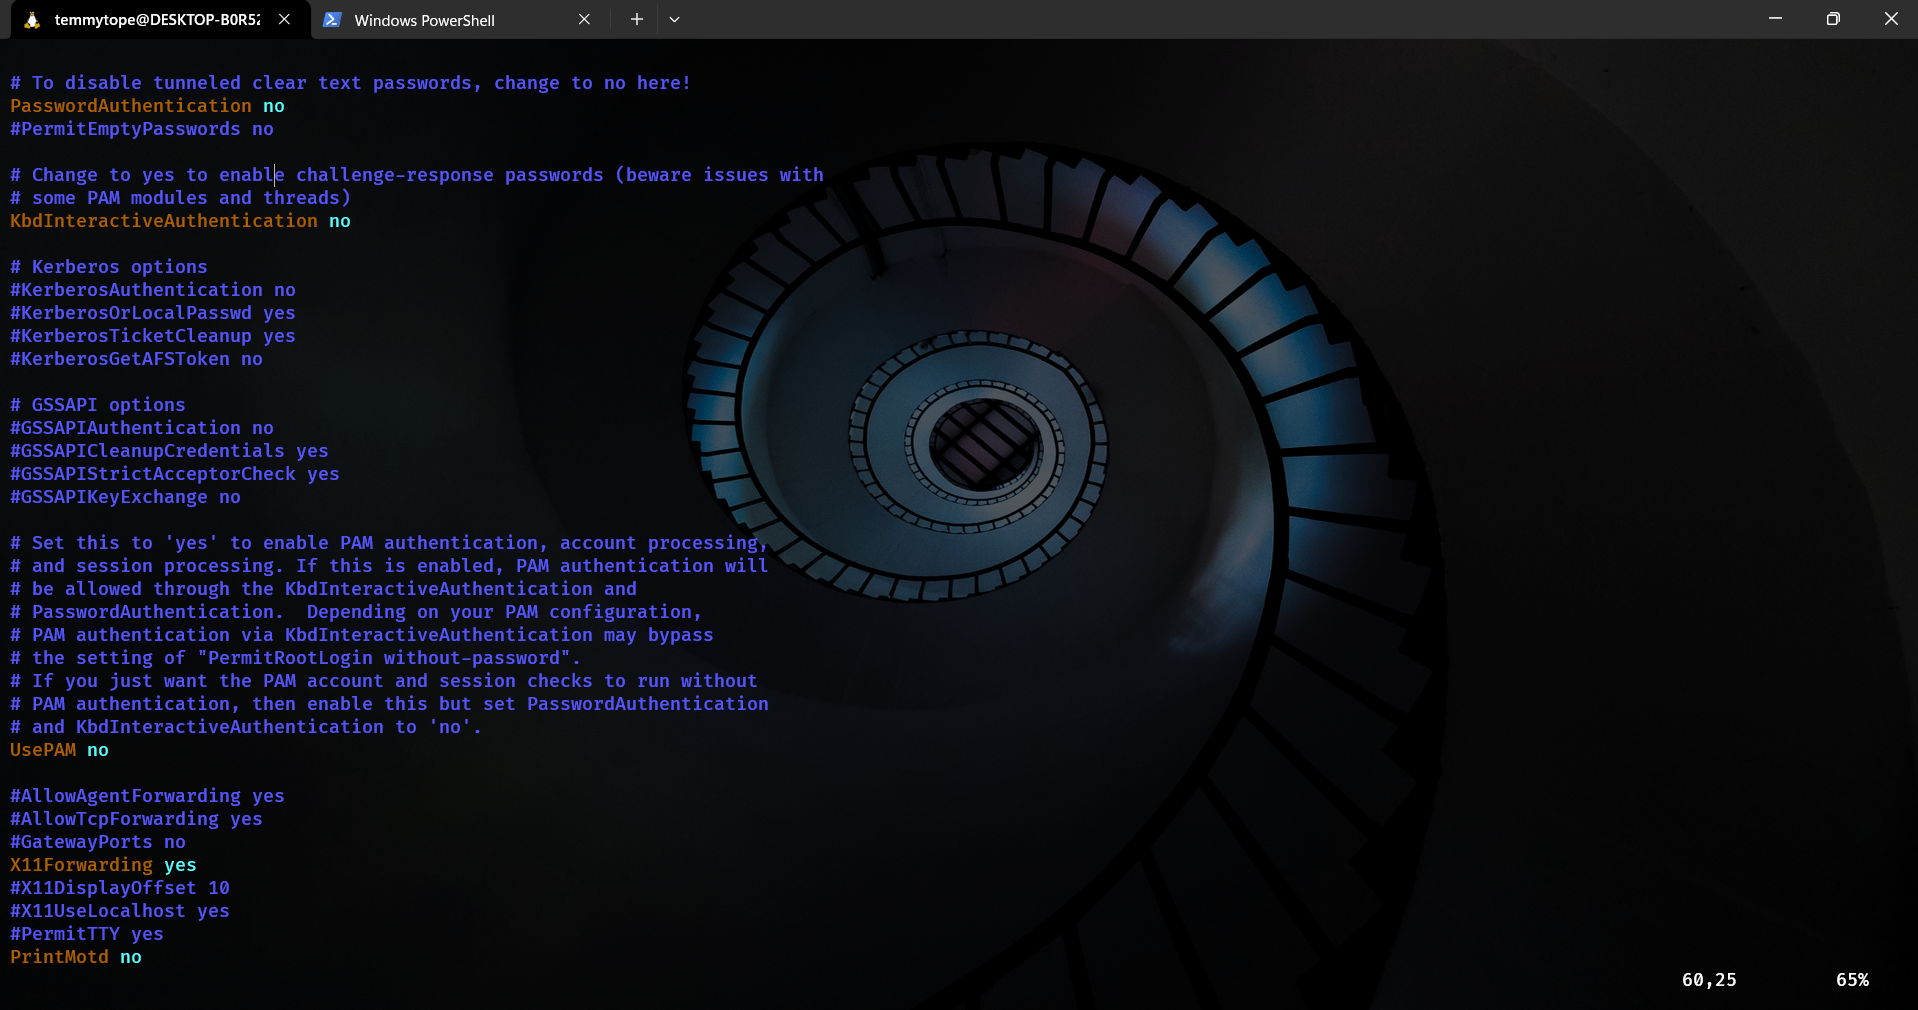 temmytope@DESKTOP-B0R52
Windows PowerShell
# To disable tunneled clear text passwords, change to no here!
PasswordAuthentication no
#PermitEmptyPasswords no
# Change to yes to enable challenge-response passwords (beware issues with
# some PAM modules and threads)
KbdInteractiveAuthentication no
# Kerberos options
#KerberosAuthentication no
#KerberosOrLocalPasswd yes
#KerberosTicketCleanup yes
#KerberosGetAFSToken no
# GSSAPI options
#GSSAPIAuthentication no
#GSSAPICleanupCredentials yes
#GSSAPIStrictAcceptorCheck yes
#GSSAPIKeyExchange no
# Set this to 'yes' to enable PAM authentication, account processing,
# and session processing. If this is enabled, PAM authentication will
# be allowed through the KbdInteractiveAuthentication and
# PasswordAuthentication.  Depending on your PAM configuration,
# PAM authentication via KbdInteractiveAuthentication may bypass
# the setting of "PermitRootLogin without-password".
# If you just want the PAM account and session checks to run without
# PAM authentication, then enable this but set PasswordAuthentication
# and KbdInteractiveAuthentication to 'no'.
UsePAM no
#AllowAgentForwarding yes
#AllowTcpForwarding yes
#GatewayPorts no
X11Forwarding yes
#X11DisplayOffset 10
#X11UseLocalhost yes
#PermitTTY yes
PrintMotd no
60,25 65%